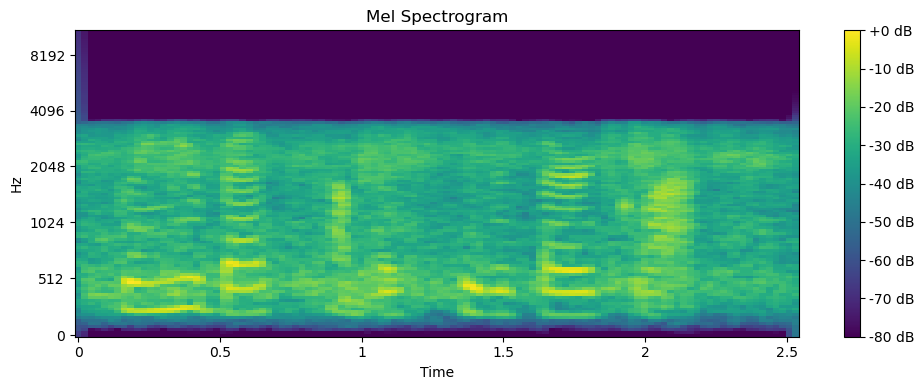 Mel Spectrogram
Hz
8192
4096
2048
1024
512
0
0
0.5
1
1.5
2
2.5
Time
+0 dB
-10 dB
-20 dB
-30 dB
-40 dB
-50 dB
-60 dB
-70 dB
-80 dB